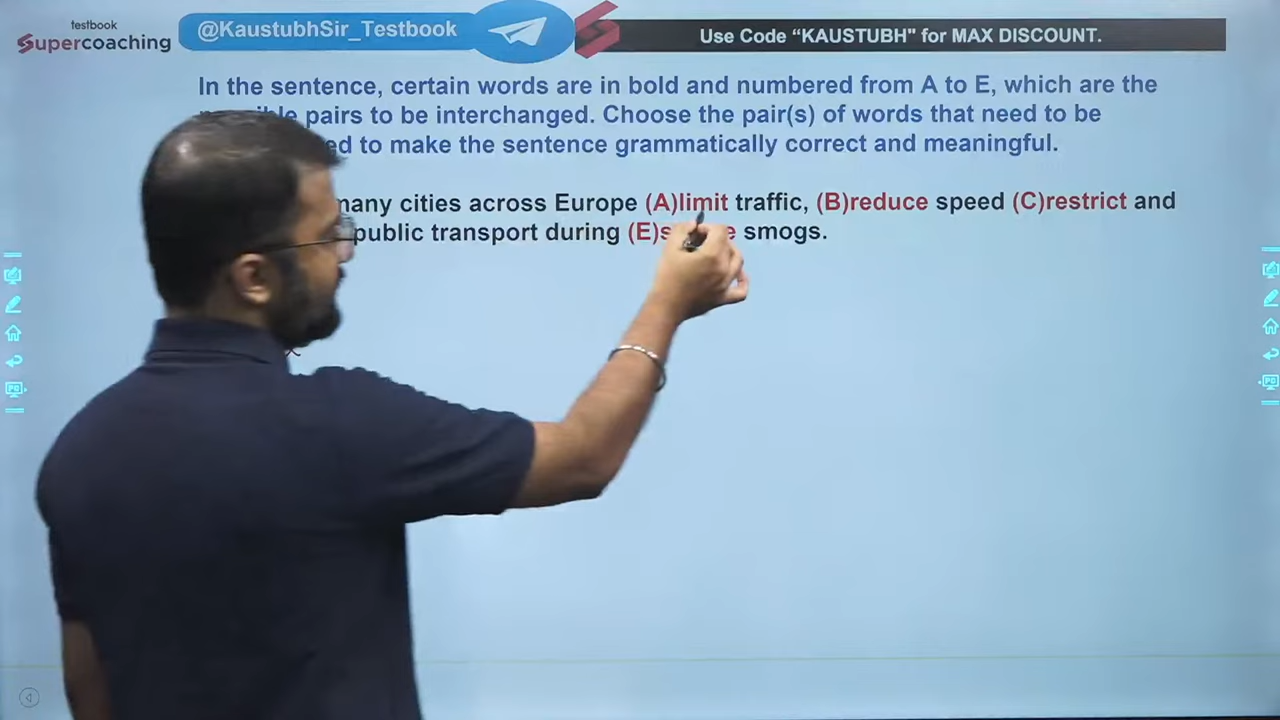 testbook
Supercoaching
@KaustubhSir_Testbook
Use Code “KAUSTUBH" for MAX DISCOUNT.
In the sentence, certain words are in bold and numbered from A to E, which are the
pairs to be interchanged. Choose the pair(s) of words that need to be
to make the sentence grammatically correct and meaningful.
many cities across Europe (A)limit traffic, (B)reduce speed (C)restrict and
public transport during (E) smogs.